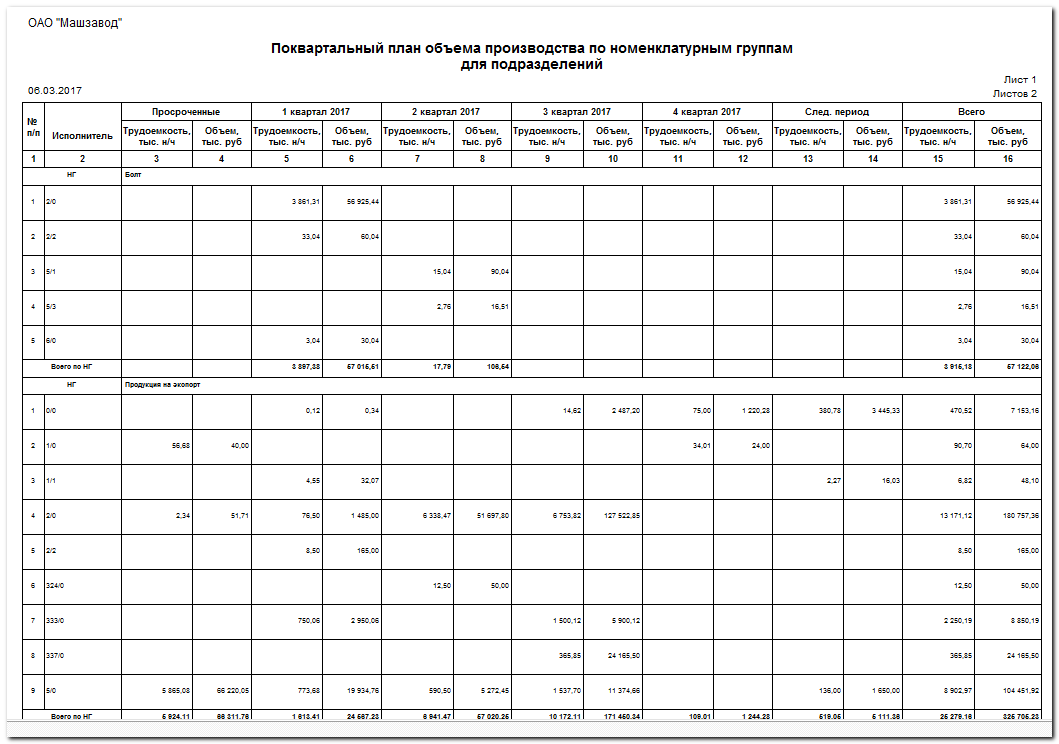 ОАО "Машзавод"
Поквартальный план объема производства по номенклатурным группам
для подразделений
Лист 1
06.03.2017
Листов 2
№ п/п Исполнитель Просроченные 1 квартал 2017 2 квартал 2017 3 квартал 2017 4 квартал 2017 След. период Всего
Трудоемкость, тыс. н/ч Объем, тыс. руб Трудоемкость, тыс. н/ч Объем, тыс. руб Трудоемкость, тыс. н/ч Объем, тыс. руб Трудоемкость, тыс. н/ч Объем, тыс. руб Трудоемкость, тыс. н/ч Объем, тыс. руб Трудоемкость, тыс. н/ч Объем, тыс. руб Трудоемкость, тыс. н/ч Объем, тыс. руб
1 2 3 4 5 6 7 8 9 10 11 12 13 14 15 16
НГ Болт
1 2/0 3 861,31 56 925,44 3 861,31 56 925,44
2 2/2 33,04 60,04 33,04 60,04
3 5/1 15,04 90,04 15,04 90,04
4 5/3 2,76 16,51 2,76 16,51
5 6/0 3,04 30,04 3,04 30,04
Всего по НГ 3 897,38 57 015,51 17,79 106,54 3 915,18 57 122,06
НГ Продукция на экпорт
1 0/0 0,12 0,34 14,62 2 487,20 75,00 1 220,28 380,78 3 445,33 470,52 7 153,16
2 1/0 56,68 40,00 34,01 24,00 90,70 64,00
3 1/1 4,55 32,07 2,27 16,03 6,82 48,10
4 2/0 2,34 51,71 76,50 1 485,00 6 338,47 51 697,80 6 753,82 127 522,85 13 171,12 180 757,36
5 2/2 8,50 165,00 8,50 165,00
6 324/0 12,50 50,00 12,50 50,00
7 333/0 750,06 2 950,06 1 500,12 5 900,12 2 250,19 8 850,19
8 337/0 365,85 24 165,50 365,85 24 165,50
9 5/0 5 865,08 66 220,05 773,68 19 934,76 590,50 5 272,45 1 537,70 11 374,66 136,00 1 650,00 8 902,97 104 451,92
Всего по НГ 5 924,11 66 311,76 1 613,41 24 567,23 6 941,47 57 020,25 10 172,11 171 450,34 109,01 1 244,28 519,05 5 111,36 25 279,16 325 705,23